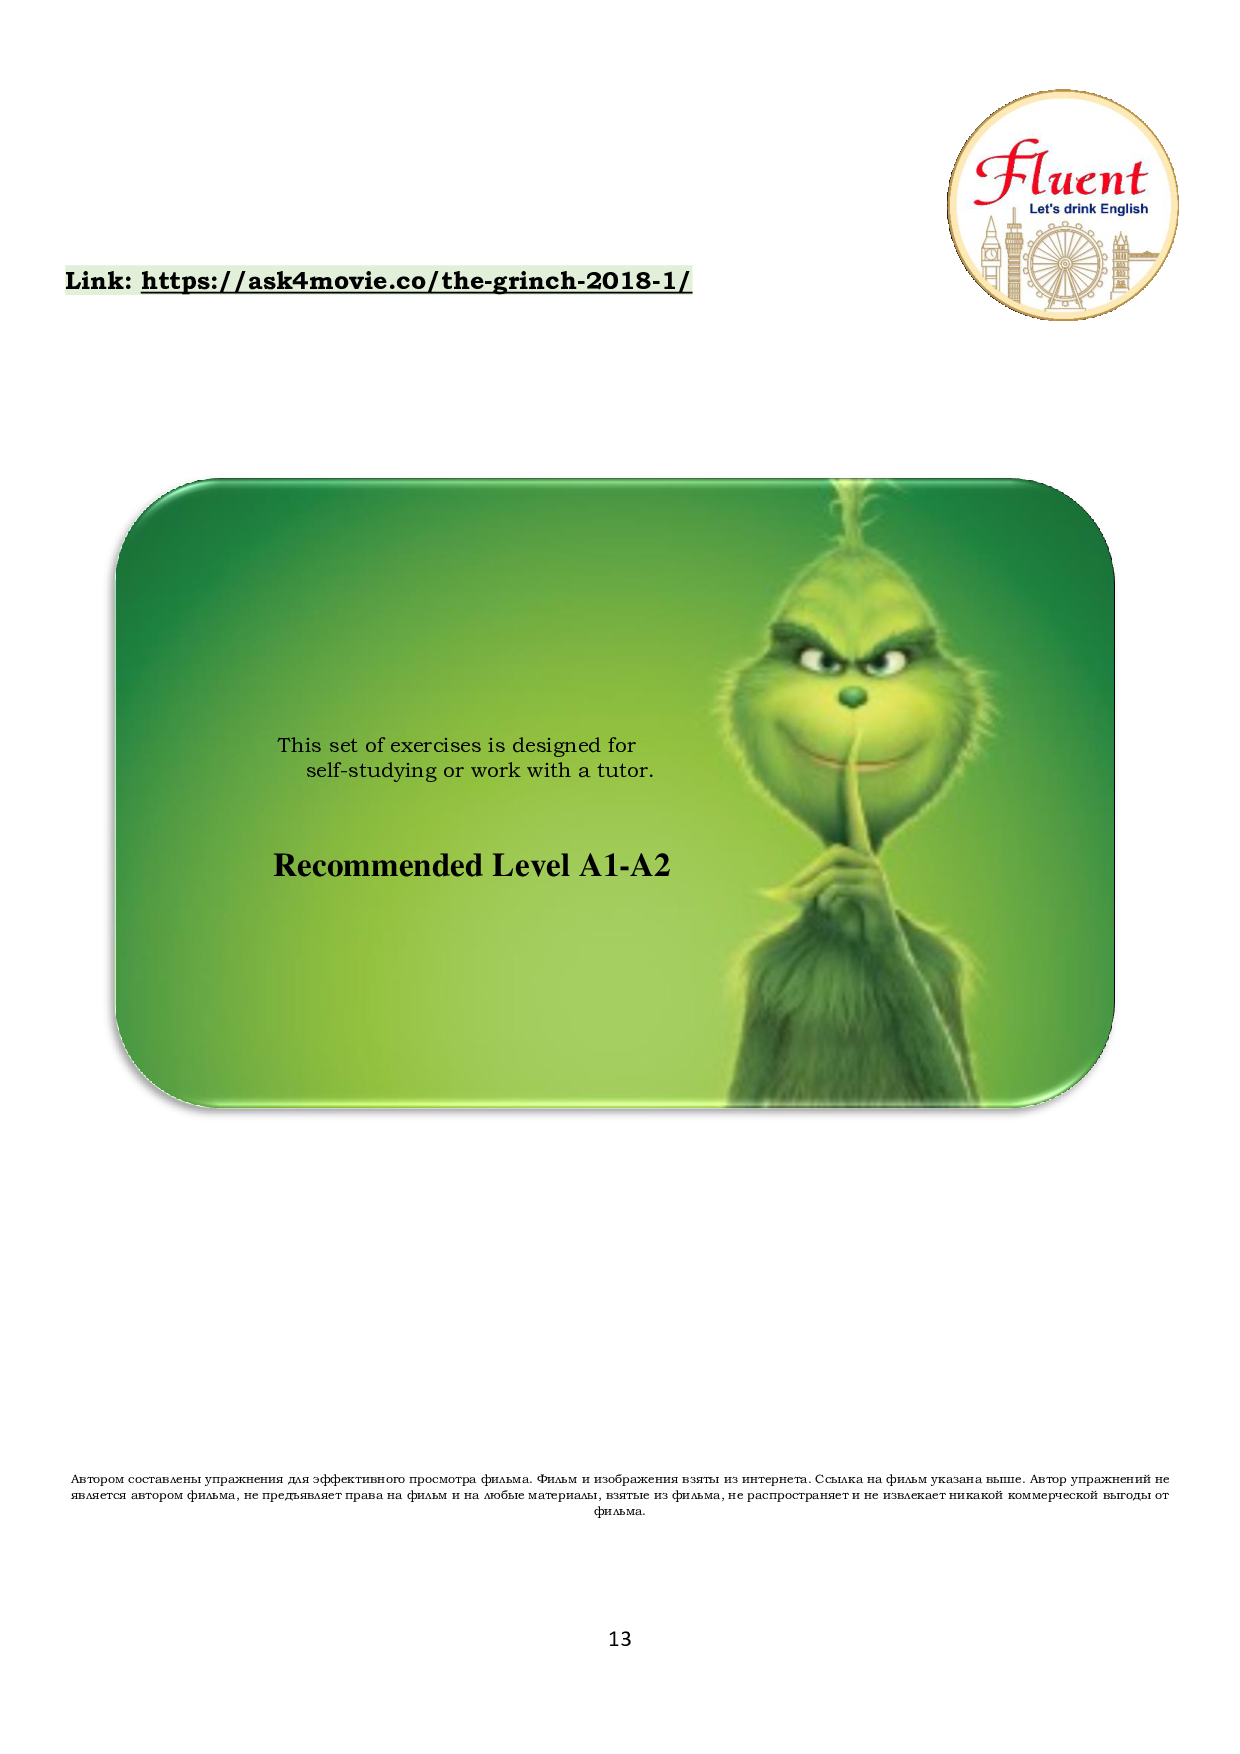 Fluent
Let's drink English
Link: https://ask4movie.co/the-grinch-2018-1/
This set of exercises is designed for
self-studying or work with a tutor.
Recommended Level A1-A2
Автором составлены упражнения для эффективного просмотра фильма. Фильм и изображения взяты из интернета. Ссылка на фильм указана выше. Автор упражнений не
является автором фильма, не предъявляет права на фильм и на любые материалы, взятые из фильма, не распространяет и не извлекает никакой коммерческой выгоды от
фильма.
13